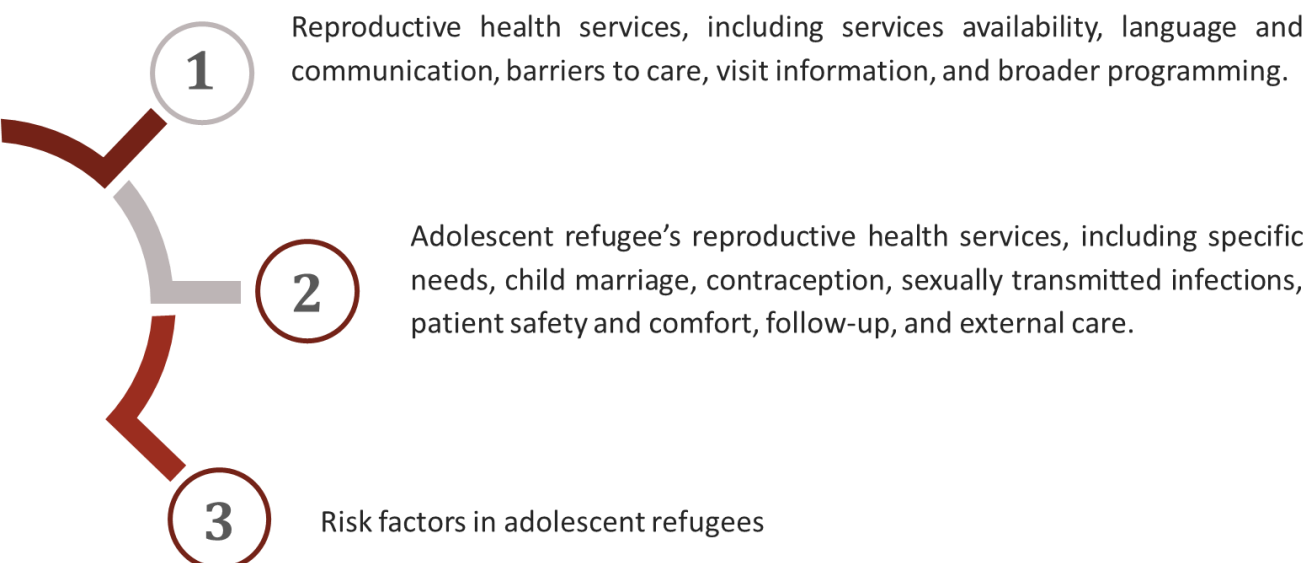 1
Reproductive health services, including services availability, language and
communication, barriers to care, visit information, and broader programming.
2
Adolescent refugee’s reproductive health services, including specific
needs, child marriage, contraception, sexually transmitted infections,
patient safety and comfort, follow-up, and external care.
3
Risk factors in adolescent refugees